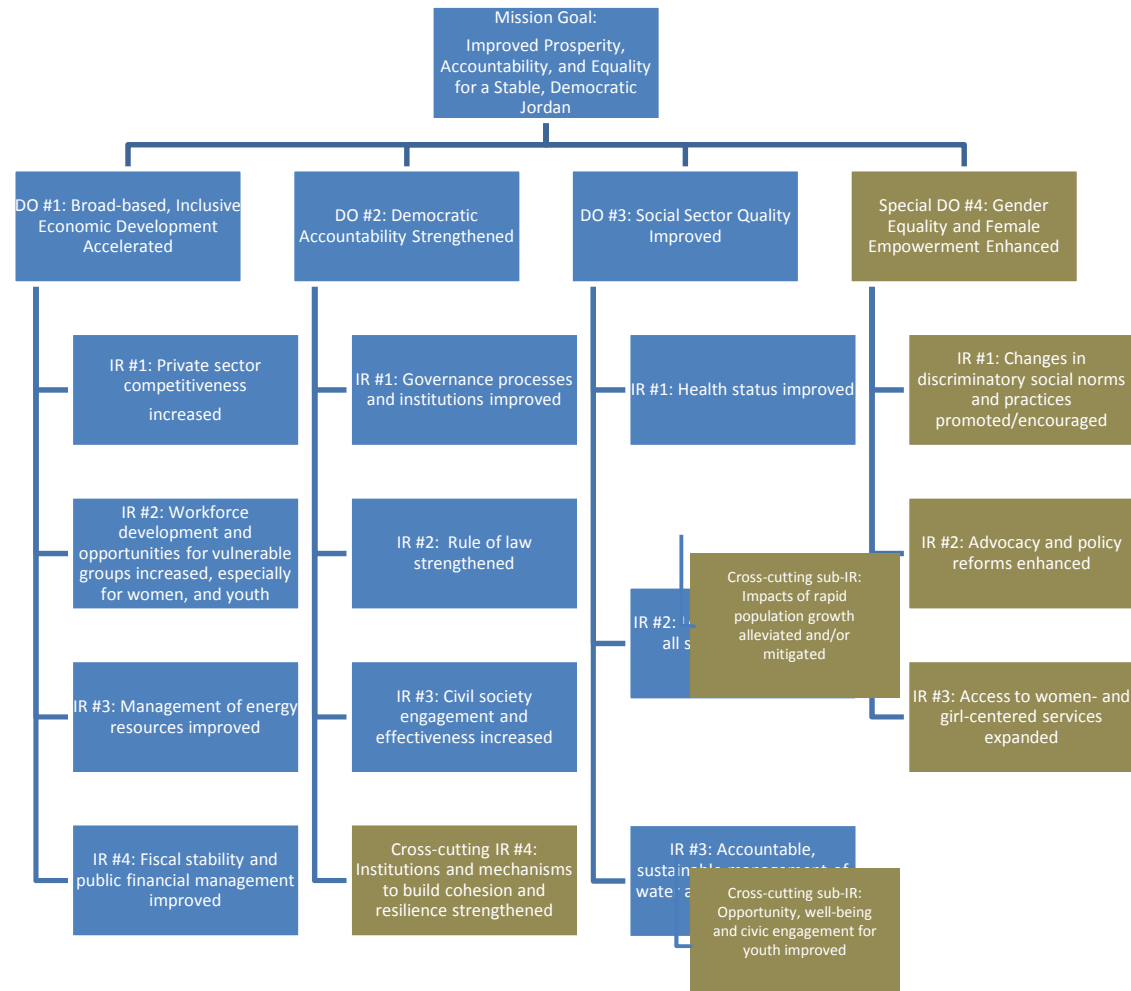 Mission Goal:
Improved Prosperity,
Accountability, and Equality
for a Stable, Democratic
Jordan
DO #1: Broad-based, Inclusive
Economic Development
Accelerated
DO #2: Democratic
Accountability Strengthened
DO #3: Social Sector Quality
Improved
Special DO #4: Gender
Equality and Female
Empowerment Enhanced
IR #1: Private sector
competitiveness
increased
IR #2: Workforce
development and
opportunities for vulnerable
groups increased, especially
for women, and youth
IR #3: Management of energy
resources improved
IR #4: Fiscal stability and
public financial management
improved
IR #1: Governance processes
and institutions improved
IR #2:  Rule of law
strengthened
IR #3: Civil society
engagement and
effectiveness increased
Cross-cutting IR #4:
Institutions and mechanisms
to build cohesion and
resilience strengthened
IR #1: Health status improved
IR #2:
all
Cross-cutting sub-IR:
Impacts of rapid
population growth
alleviated and/or
mitigated
IR #3: Accountable,
sustainable management of
water
Cross-cutting sub-IR:
Opportunity, well-being
and civic engagement for
youth improved
IR #1: Changes in
discriminatory social norms
and practices
promoted/encouraged
IR #2: Advocacy and policy
reforms enhanced
IR #3: Access to women- and
girl-centered services
expanded